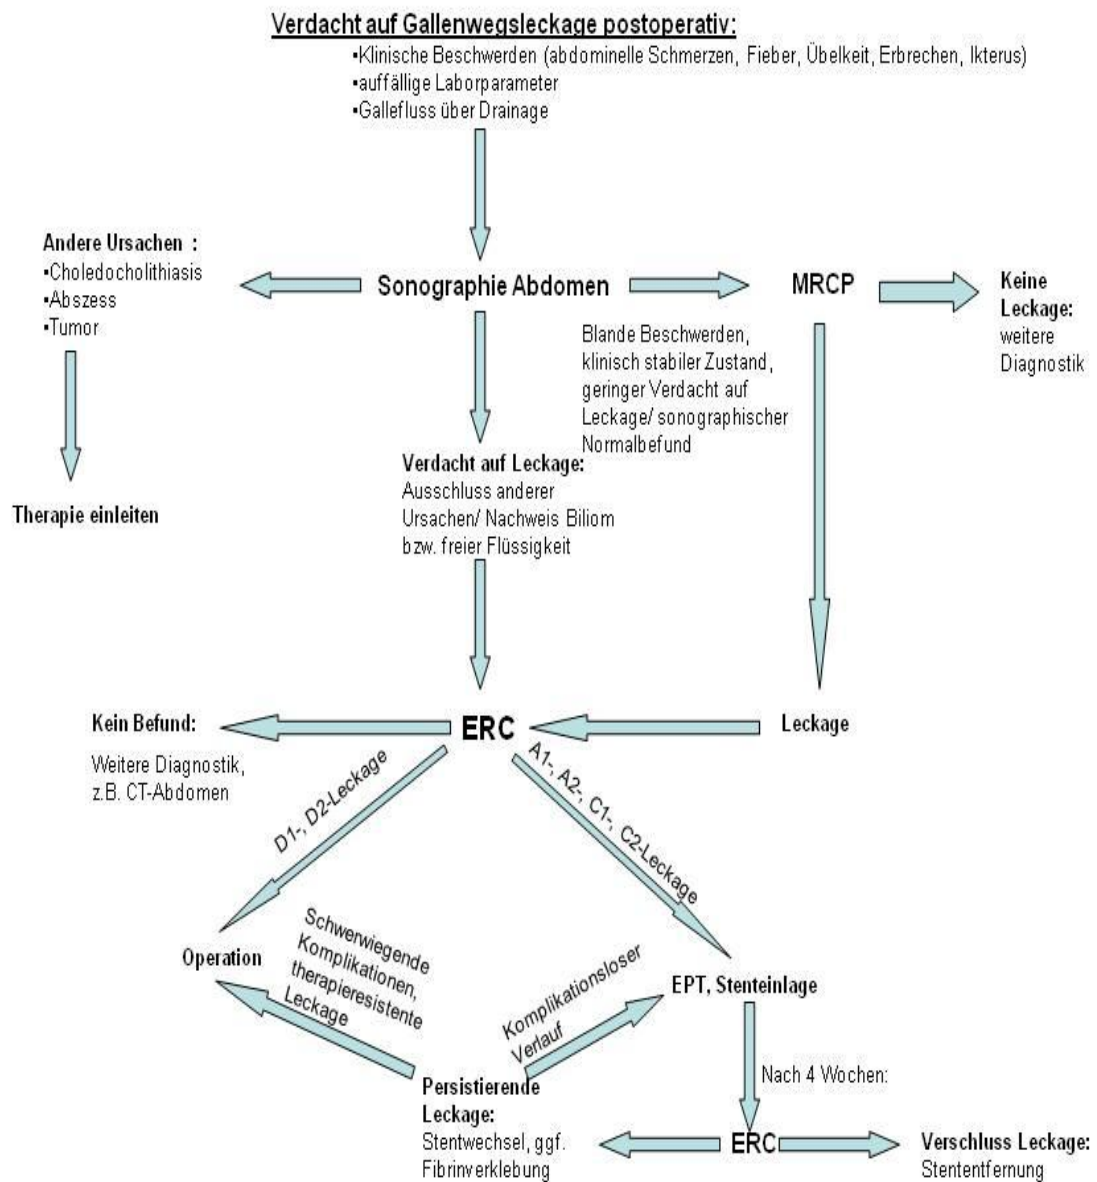 Verdacht auf Gallenwegsleckage postoperativ:
▪Klinische Beschwerden (abdominelle Schmerzen, Fieber, Übelkeit, Erbrechen, Ikterus)
▪auffällige Laborparameter
▪Gallefluss über Drainage
Andere Ursachen :
▪Choledocholithiasis
▪Abszess
▪Tumor
Sonographie Abdomen
MRCP
Keine
Leckage:
weitere
Diagnostik
Blande Beschwerden,
klinisch stabiler Zustand,
geringer Verdacht auf
Leckage/ sonographischer
Normalbefund
Therapie einleiten
Verdacht auf Leckage:
Ausschluss anderer
Ursachen/ Nachweis Biliom
bzw. freier Flüssigkeit
Kein Befund:
Weitere Diagnostik,
z.B. CT-Abdomen
ERC
Leckage
D1-, D2-Leckage
A1-, A2-, C1-, C2-Leckage
Operation
Schwerwiegende
Komplikationen,
therapieresistente
Leckage
Komplikationsloser
Verlauf
EPT, Stenteinlage
Nach 4 Wochen:
Persistierende
Leckage:
Stentwechsel, ggf.
Fibrinverklebung
ERC
Verschluss Leckage:
Stententfernung